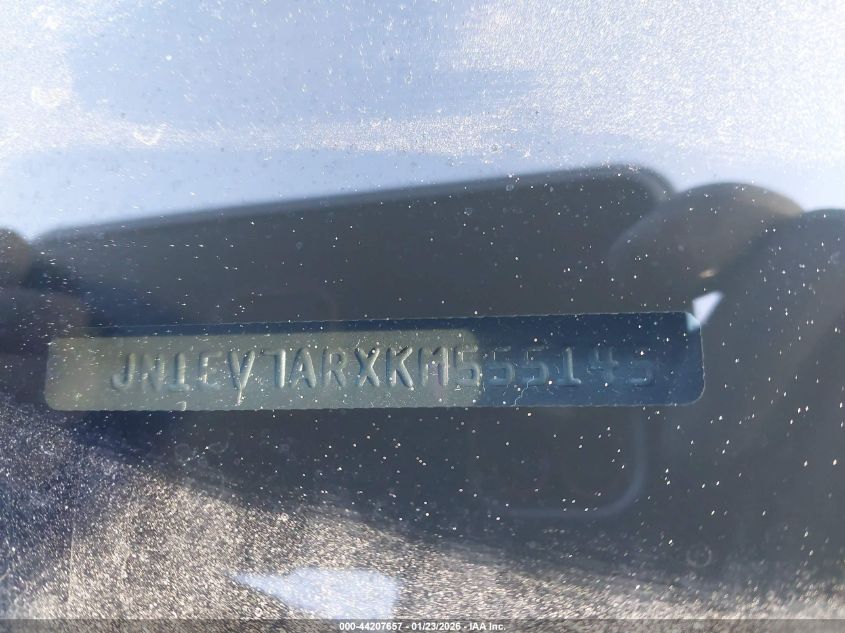 JN1EV7ARXKM555145
000-44207657 - 01/23/2026 - IAA Inc.